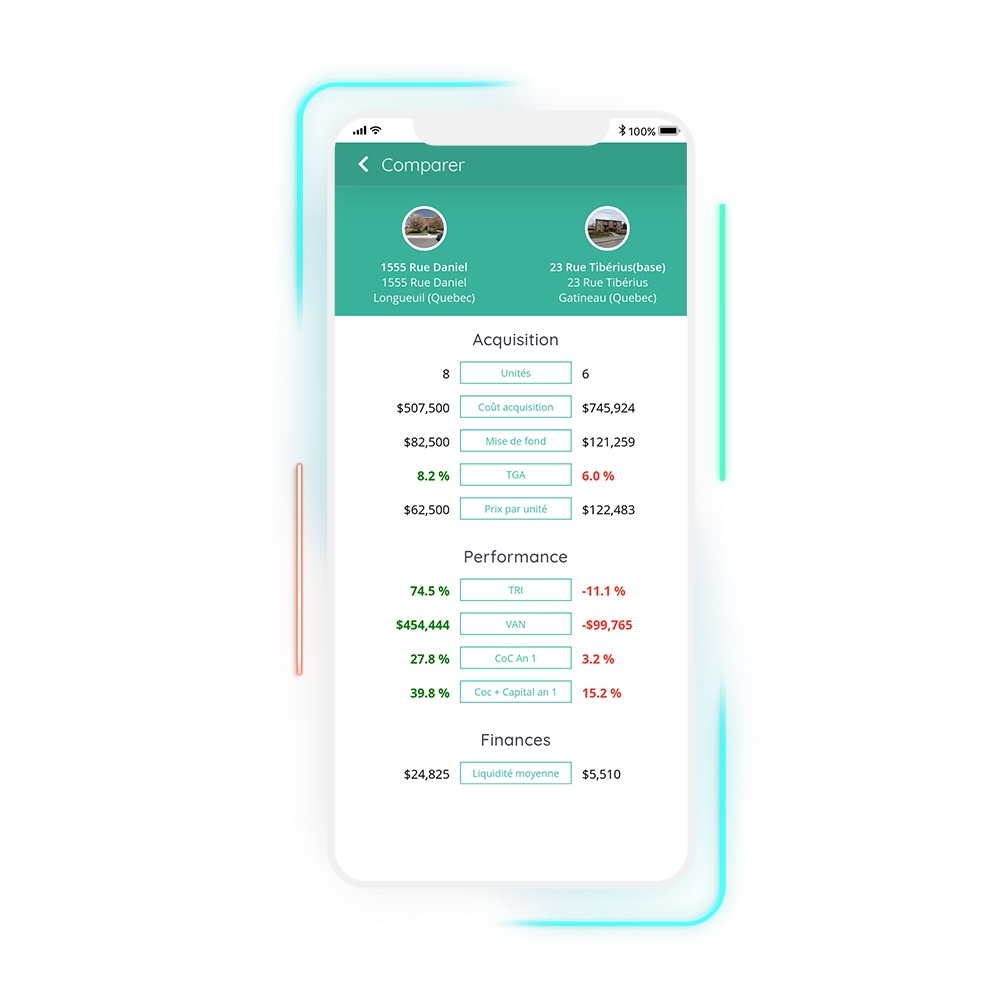 100%
Comparer
1555 Rue Daniel
1555 Rue Daniel
Longueuil (Quebec)
23 Rue Tibérius(base)
23 Rue Tibérius
Gatineau (Quebec)
Acquisition
8 Unités 6
$507,500 Coût acquisition $745,924
$82,500 Mise de fond $121,259
8.2 % TGA 6.0 %
$62,500 Prix par unité $122,483
Performance
74.5 % TRI -11.1 %
$454,444 VAN -$99,765
27.8 % CoC An 1 3.2 %
39.8 % Coc + Capital an 1 15.2 %
Finances
$24,825 Liquidité moyenne $5,510